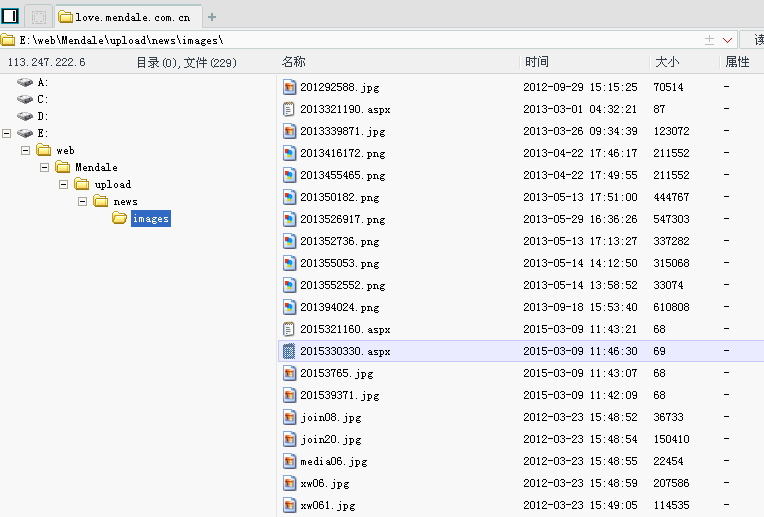 love.mendale.com.cn
E:\web\Mendale\upload\news\images\
读
113.247.222.6 目录(0),文件(229) 名称 时间 大小 属性
A:
C:
D:
E:
web
Mendale
upload
news
images
201292588.jpg 2012-09-29 15:15:25 70514 -
2013321190.aspx 2013-03-01 04:32:21 87 -
2013339871.jpg 2013-03-26 09:34:39 123072 -
2013416172.png 2013-04-22 17:46:17 211552 -
2013455465.png 2013-04-22 17:49:55 211552 -
201350182.png 2013-05-13 17:51:00 444767 -
2013526917.png 2013-05-29 16:36:26 547303 -
201352736.png 2013-05-13 17:13:27 337282 -
201355053.png 2013-05-14 14:12:50 315068 -
2013552552.png 2013-05-14 13:58:52 33074 -
201394024.png 2013-09-18 15:53:40 610808 -
2015321160.aspx 2015-03-09 11:43:21 68 -
2015330330.aspx 2015-03-09 11:46:30 69 -
20153765.jpg 2015-03-09 11:43:07 68 -
201539371.jpg 2015-03-09 11:42:09 68 -
join08.jpg 2012-03-23 15:48:52 36733 -
join20.jpg 2012-03-23 15:48:54 150410 -
media06.jpg 2012-03-23 15:48:55 22454 -
xw06.jpg 2012-03-23 15:48:59 207586 -
xw061.jpg 2012-03-23 15:49:05 114535 -